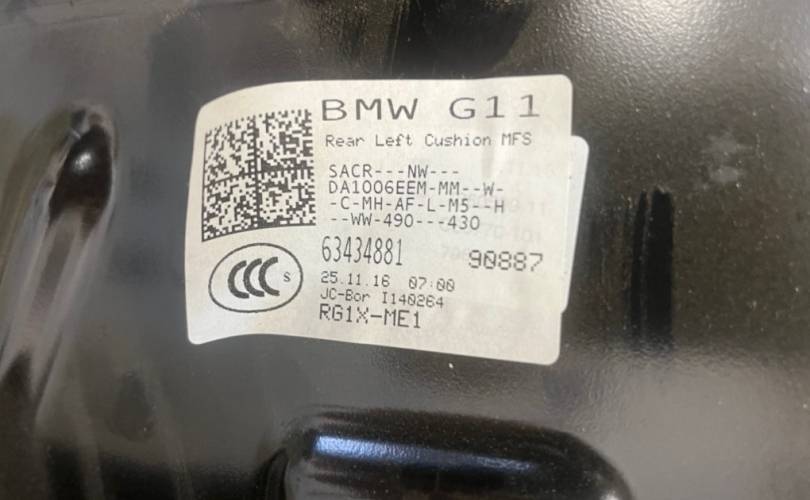 BMW G11
Rear Left Cushion MFS
SACR---NW---
DA1006EEM-MM--W-
-C-MH-AF-L-M5--H
--WW-490---430
63434881 90887
CCC S
25.11.16 07:00
JC-Bor I140264
RG1X-ME1